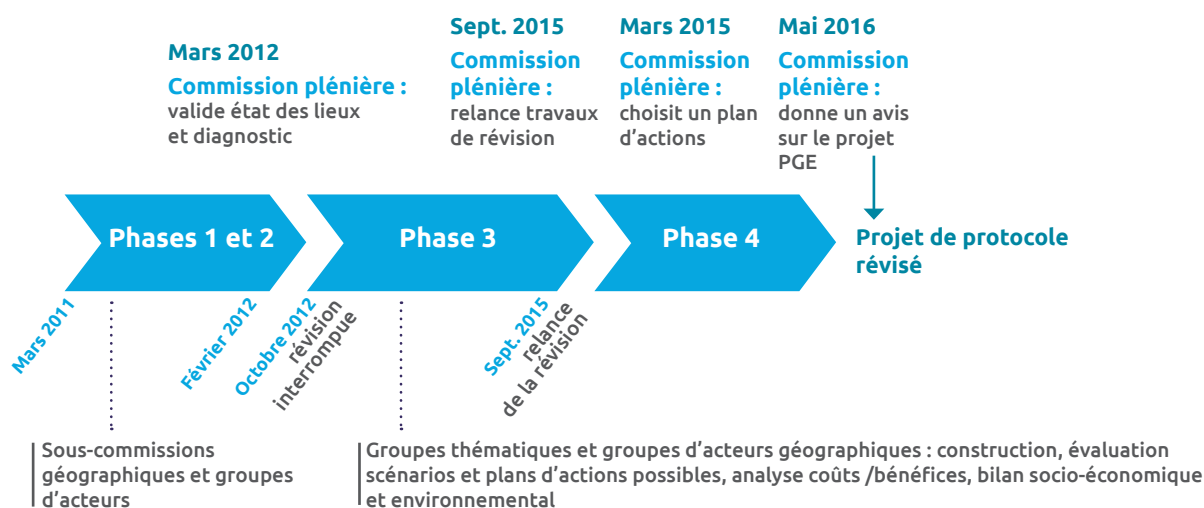 Mars 2012
Commission plénière :
valide état des lieux
et diagnostic
Sept. 2015
Commission
plénière :
relance travaux
de révision
Mars 2015
Commission
plénière :
choisit un plan
d’actions
Mai 2016
Commission
plénière :
donne un avis
sur le projet
PGE
Phases 1 et 2
Phase 3
Phase 4
Projet de protocole
révisé
Mars 2011
Février 2012
Octobre 2012
révision
interrompue
Sept. 2015
relance
de la révision
Sous-commissions
géographiques et groupes
d’acteurs
Groupes thématiques et groupes d’acteurs géographiques : construction, évaluation
scénarios et plans d’actions possibles, analyse coûts /bénéfices, bilan socio-économique
et environnemental